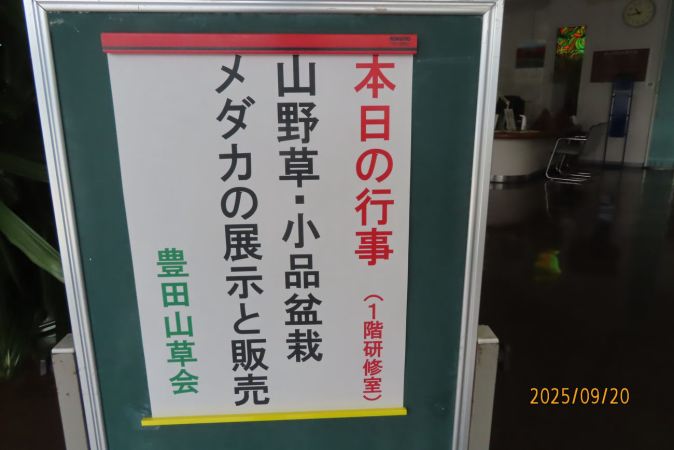 本日の行事 (1階研修室)
山野草・小品盆栽
メダカの展示と販売
豊田山草会
2025/09/20